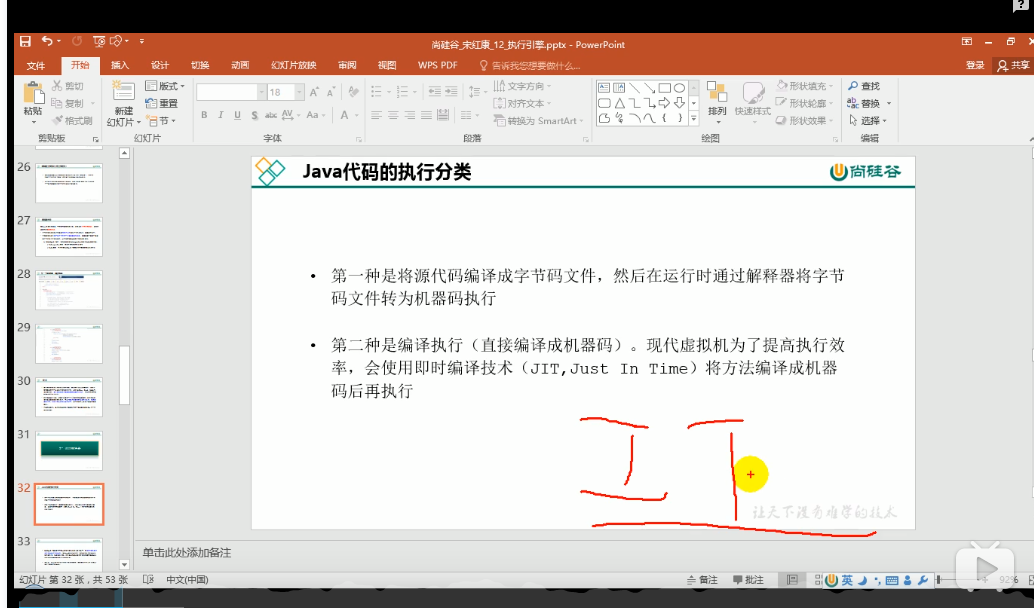 尚硅谷_宋红康_12_执行引擎.pptx - PowerPoint
文件 开始 插入 设计 切换 动画 幻灯片放映 审阅 视图 WPS PDF 告诉我您想要做什么... 登录 共享
粘贴 剪切 复制 格式刷 剪贴板
新建幻灯片 版式 重置 节 幻灯片
18
B I U S abc AV Aa A 字体
文字方向 对齐文本 转换为 SmartArt 段落
排列 快速样式 形状填充 形状轮廓 形状效果 绘图
查找 替换 选择 编辑
26
27
28
29
30
31
32
33
Java代码的执行分类
尚硅谷
• 第一种是将源代码编译成字节码文件，然后在运行时通过解释器将字节
码文件转为机器码执行
• 第二种是编译执行（直接编译成机器码）。现代虚拟机为了提高执行效
率，会使用即时编译技术（JIT,Just In Time）将方法编译成机器
码后再执行
I T
让天下没有难学的技术
单击此处添加备注
幻灯片 第 32 张，共 53 张 中文(中国) 备注 批注 英 92%